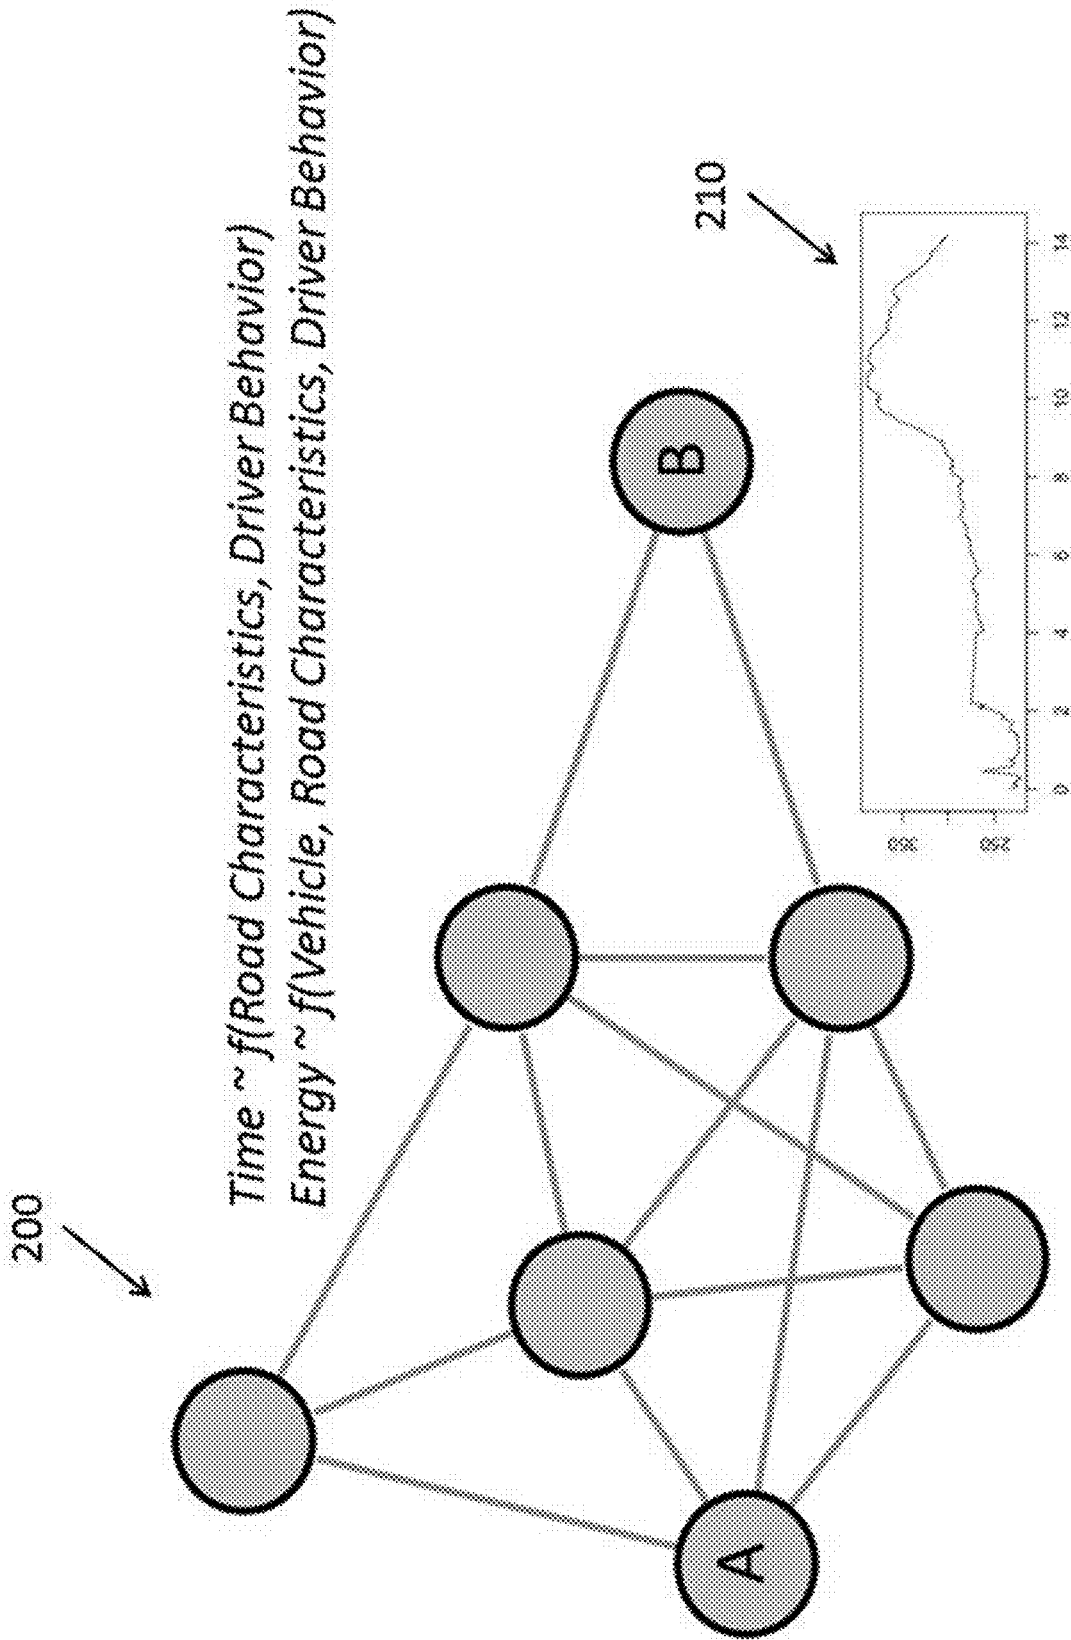 200
Time ~ f(Road Characteristics, Driver Behavior)
Energy ~ f(Vehicle, Road Characteristics, Driver Behavior)
B
A
210
0 2 4 6 8 10 12 14